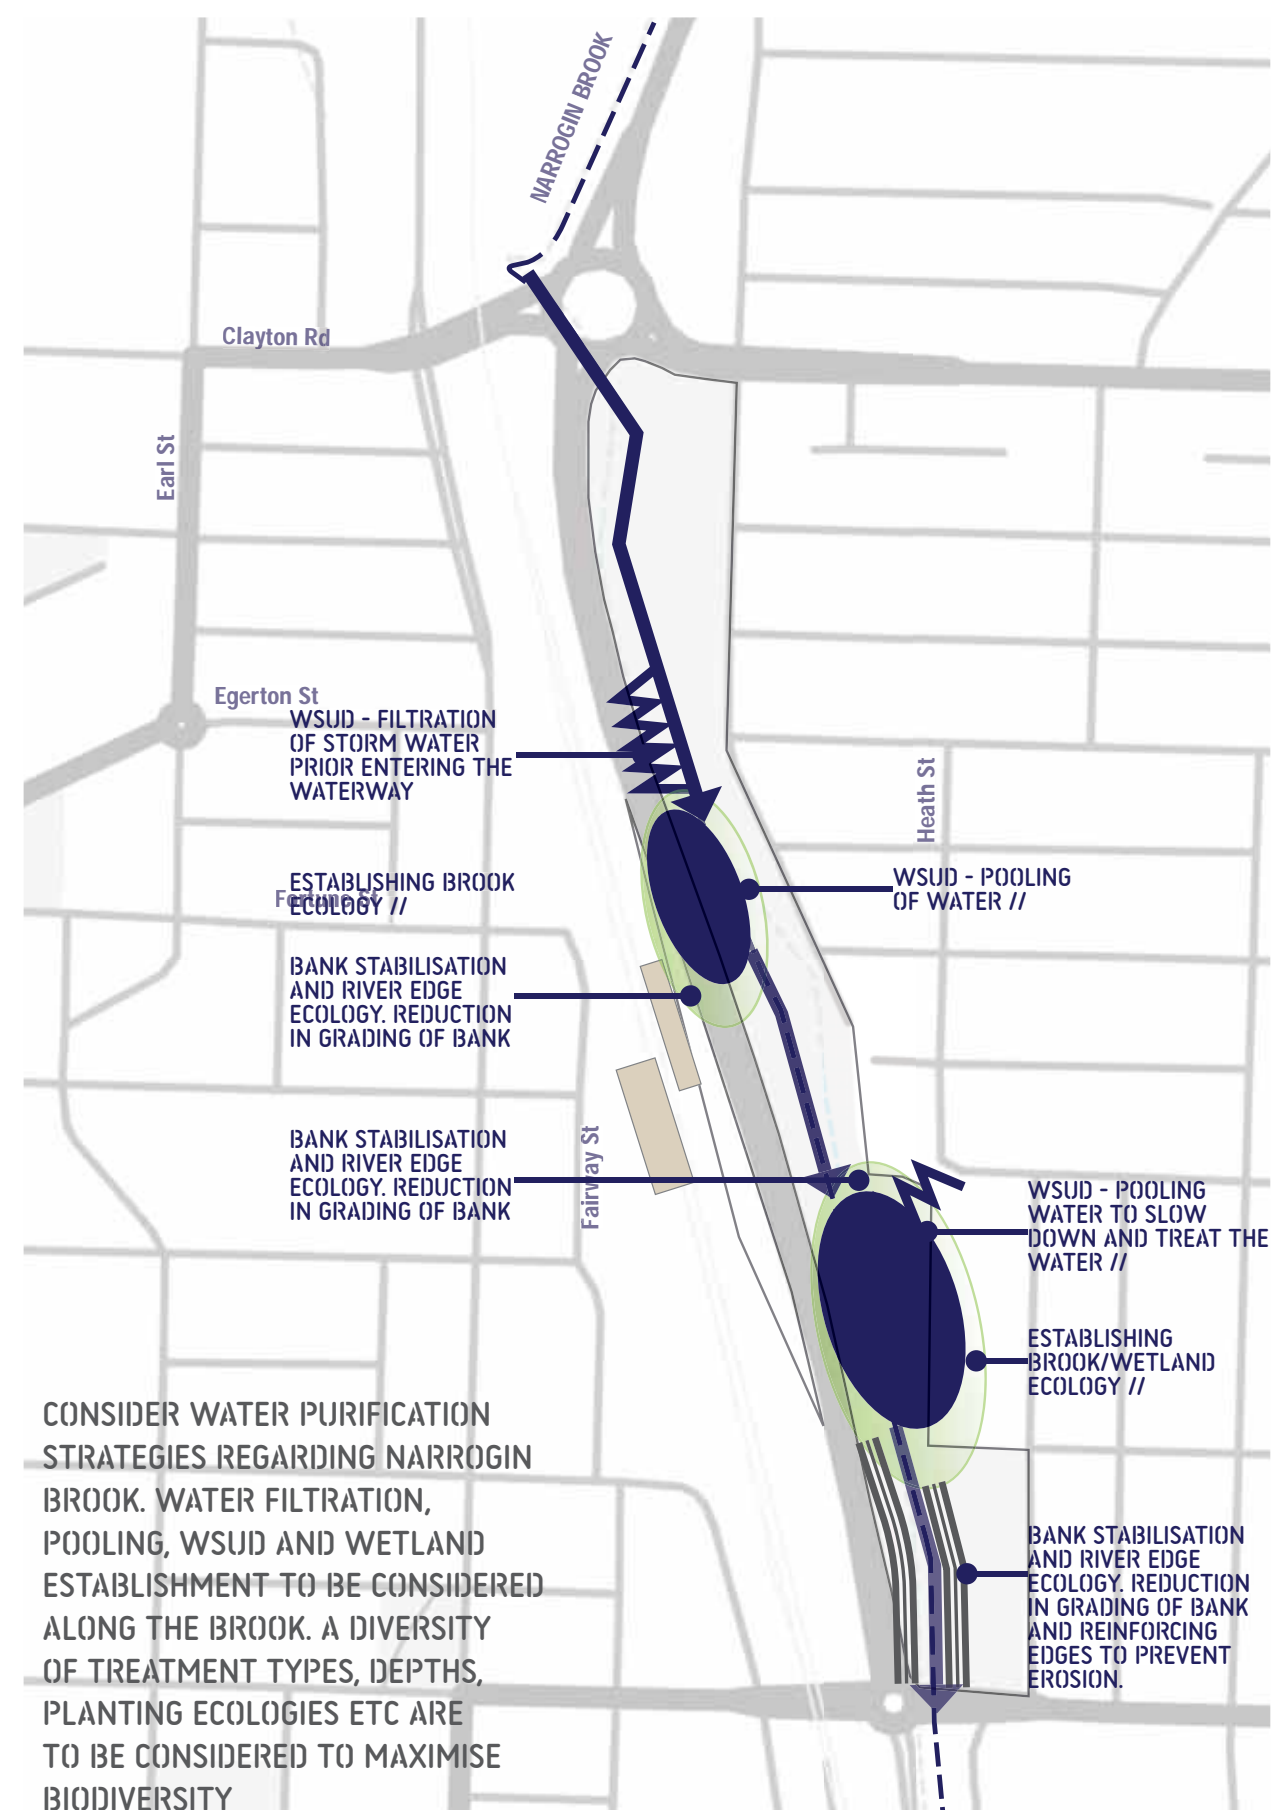 NARROGIN BROOK
Clayton Rd
Earl St
Egerton St
WSUD - FILTRATION
OF STORM WATER
PRIOR ENTERING THE
WATERWAY
Heath St
WSUD - POOLING
OF WATER //
ESTABLISHING BROOK
ECOLOGY //
Fortune St
BANK STABILISATION
AND RIVER EDGE
ECOLOGY. REDUCTION
IN GRADING OF BANK
BANK STABILISATION
AND RIVER EDGE
ECOLOGY. REDUCTION
IN GRADING OF BANK
Fairway St
WSUD - POOLING
WATER TO SLOW
DOWN AND TREAT THE
WATER //
ESTABLISHING
BROOK/WETLAND
ECOLOGY //
BANK STABILISATION
AND RIVER EDGE
ECOLOGY. REDUCTION
IN GRADING OF BANK
AND REINFORCING
EDGES TO PREVENT
EROSION.
CONSIDER WATER PURIFICATION
STRATEGIES REGARDING NARROGIN
BROOK. WATER FILTRATION,
POOLING, WSUD AND WETLAND
ESTABLISHMENT TO BE CONSIDERED
ALONG THE BROOK. A DIVERSITY
OF TREATMENT TYPES, DEPTHS,
PLANTING ECOLOGIES ETC ARE
TO BE CONSIDERED TO MAXIMISE
BIODIVERSITY